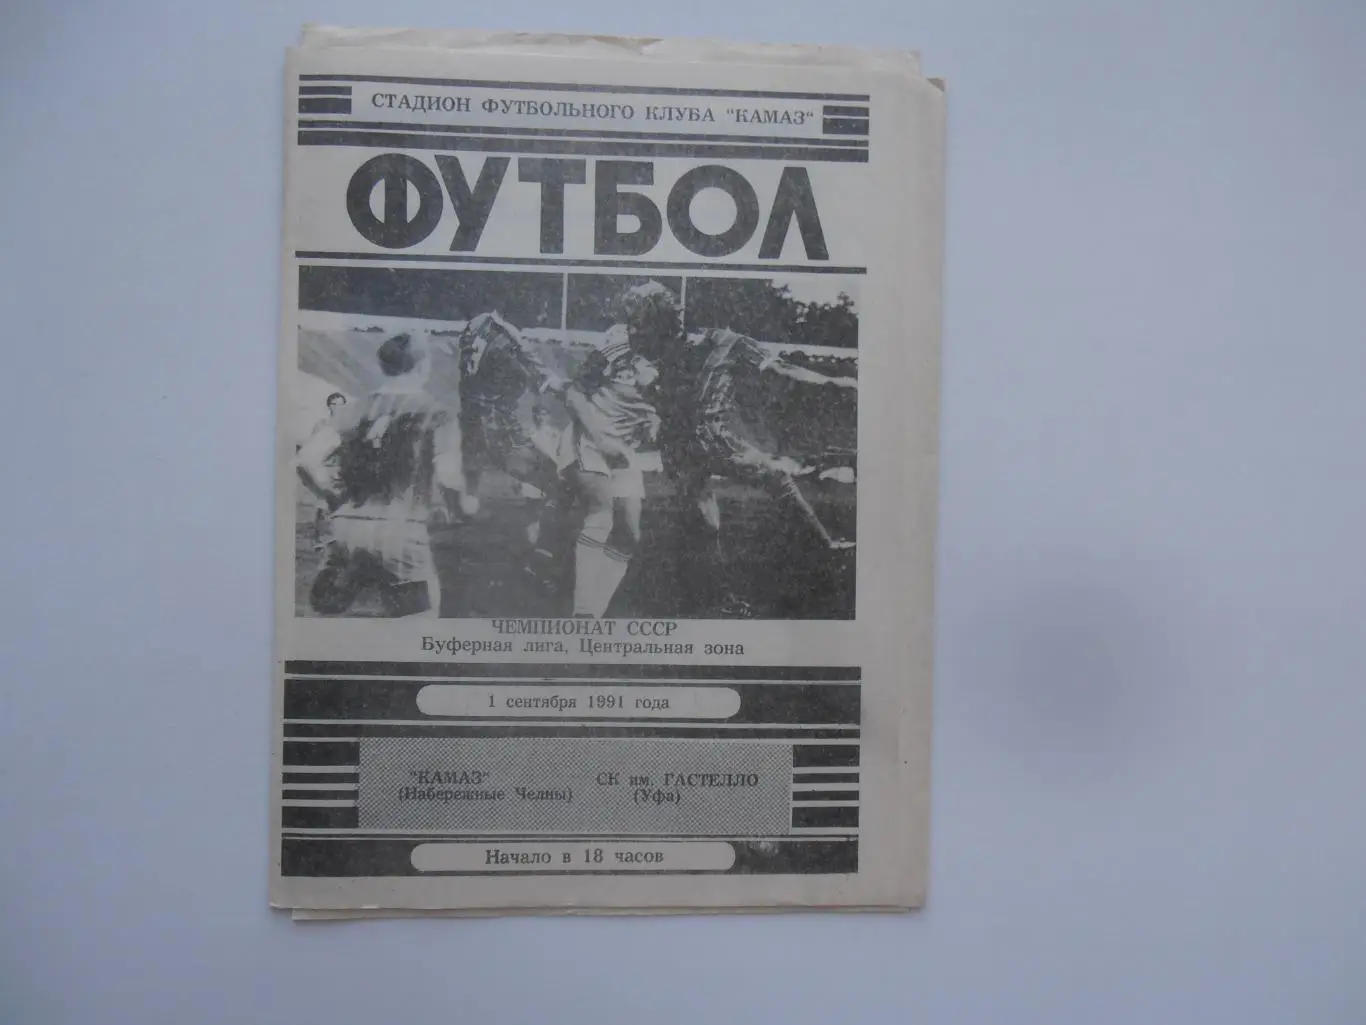 СТАДИОН ФУТБОЛЬНОГО КЛУБА "КАМАЗ"
ФУТБОЛ
ЧЕМПИОНАТ СССР
Буферная лига, Центральная зона
1 сентября 1991 года
"КАМАЗ" СК им. ГАСТЕЛЛО
(Набережные Челны) (Уфа)
Начало в 18 часов